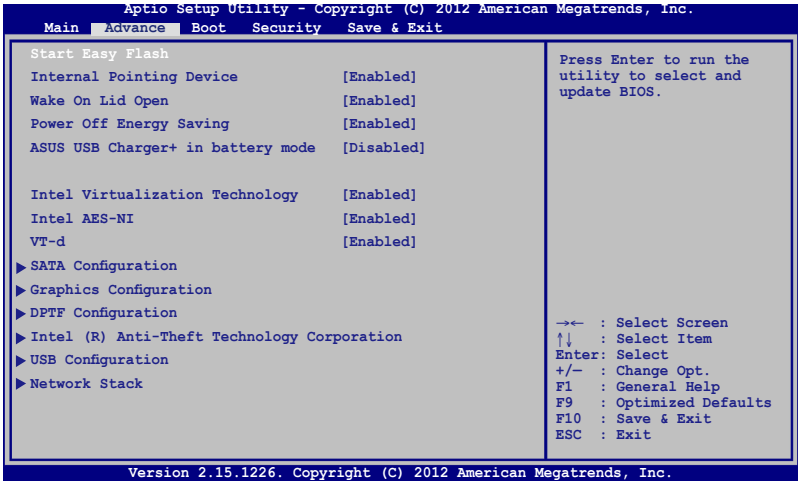 Aptio Setup Utility - Copyright (C) 2012 American Megatrends, Inc.
Main Advance Boot Security Save & Exit
Start Easy Flash
Internal Pointing Device [Enabled]
Wake On Lid Open [Enabled]
Power Off Energy Saving [Enabled]
ASUS USB Charger+ in battery mode [Disabled]
Intel Virtualization Technology [Enabled]
Intel AES-NI [Enabled]
VT-d [Enabled]
SATA Configuration
Graphics Configuration
DPTF Configuration
Intel (R) Anti-Theft Technology Corporation
USB Configuration
Network Stack
Press Enter to run the
utility to select and
update BIOS.
→← : Select Screen
↑↓ : Select Item
Enter: Select
+/— : Change Opt.
F1 : General Help
F9 : Optimized Defaults
F10 : Save & Exit
ESC : Exit
Version 2.15.1226. Copyright (C) 2012 American Megatrends, Inc.